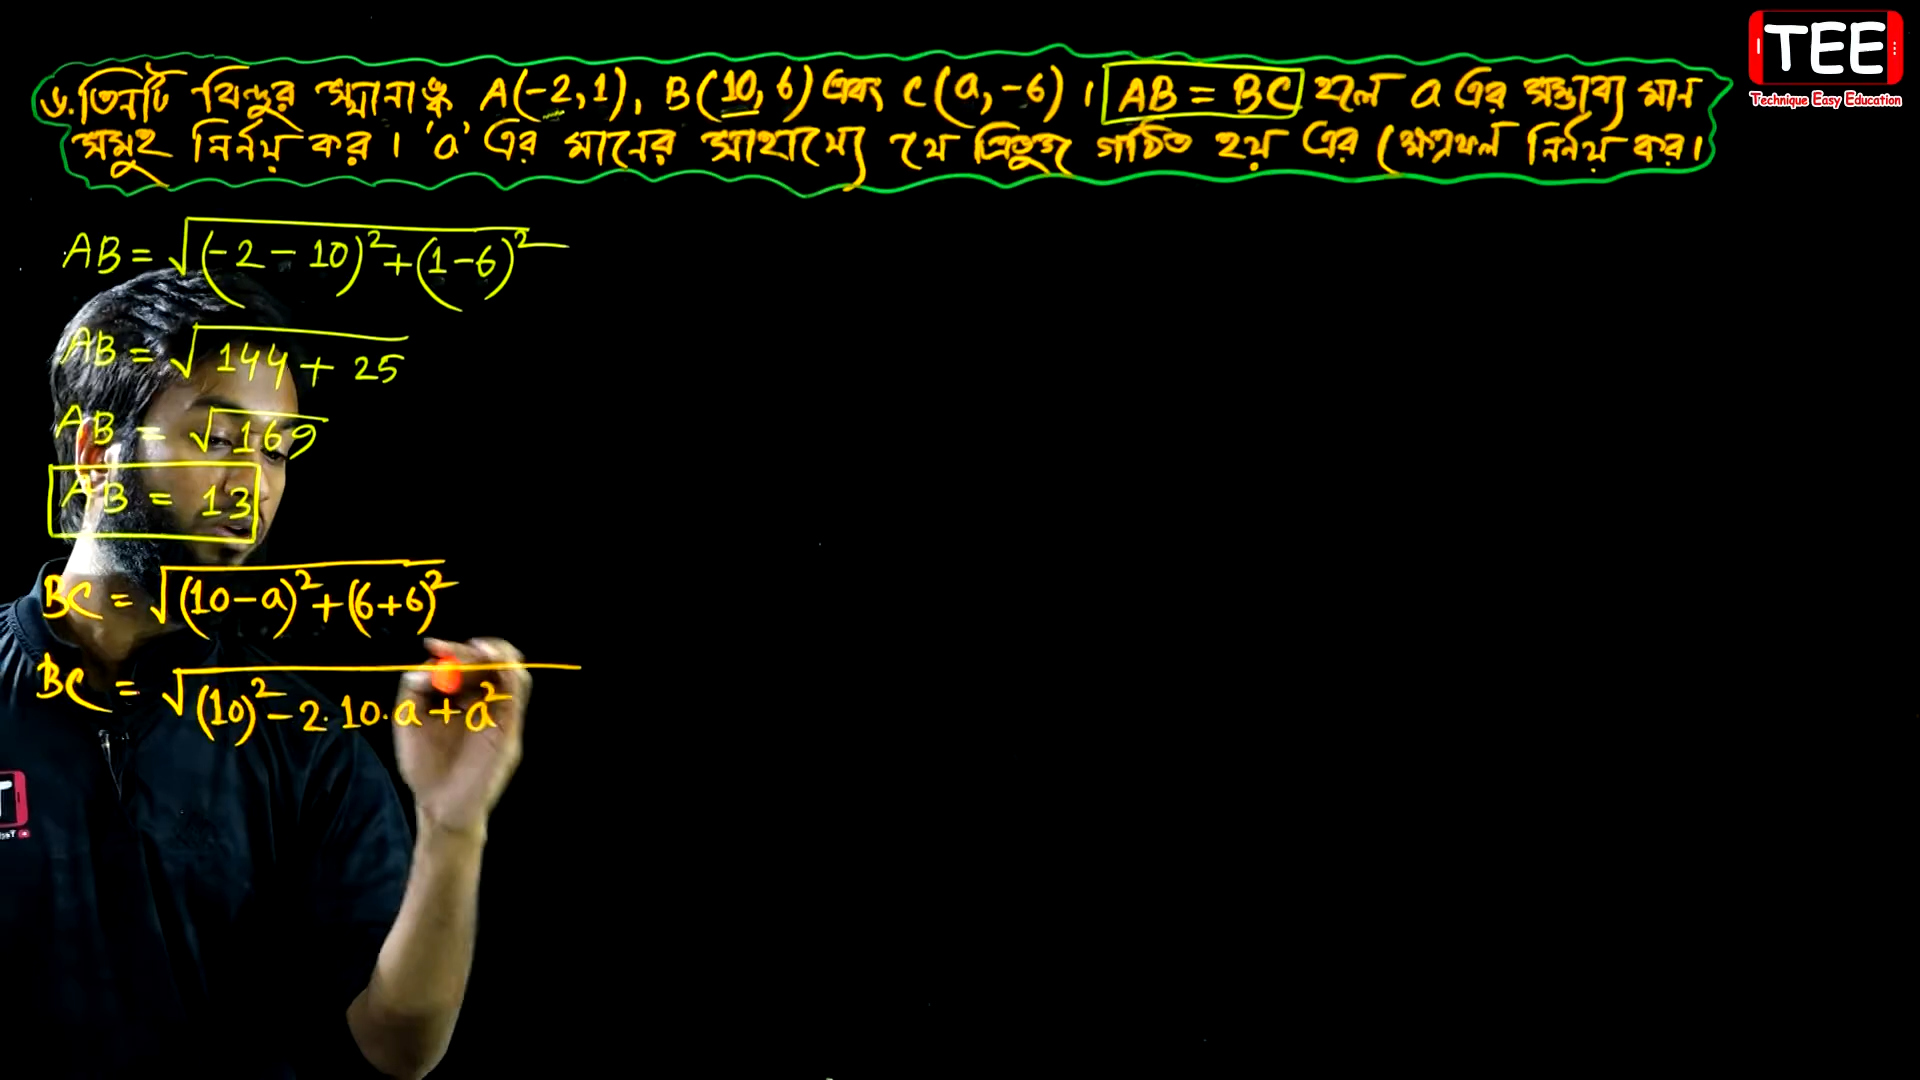 TEE
Technique Easy Education
৬. তিনটি বিন্দুর স্থানাঙ্ক A(-2,1), B(10,6) এবং C(a,-6) । AB = BC হলে a এর সম্ভাব্য মান
সমুহ নির্নয় কর । 'a' এর মানের সাহায্যে যে ত্রিভুজ গঠিত হয় এর ক্ষেত্রফল নির্নয় কর।
AB = √(-2-10)²+(1-6)²
AB = √144 + 25
AB = √169
AB = 13
BC = √(10-a)²+(6+6)²
BC = √(10)²-2·10·a+a²
T